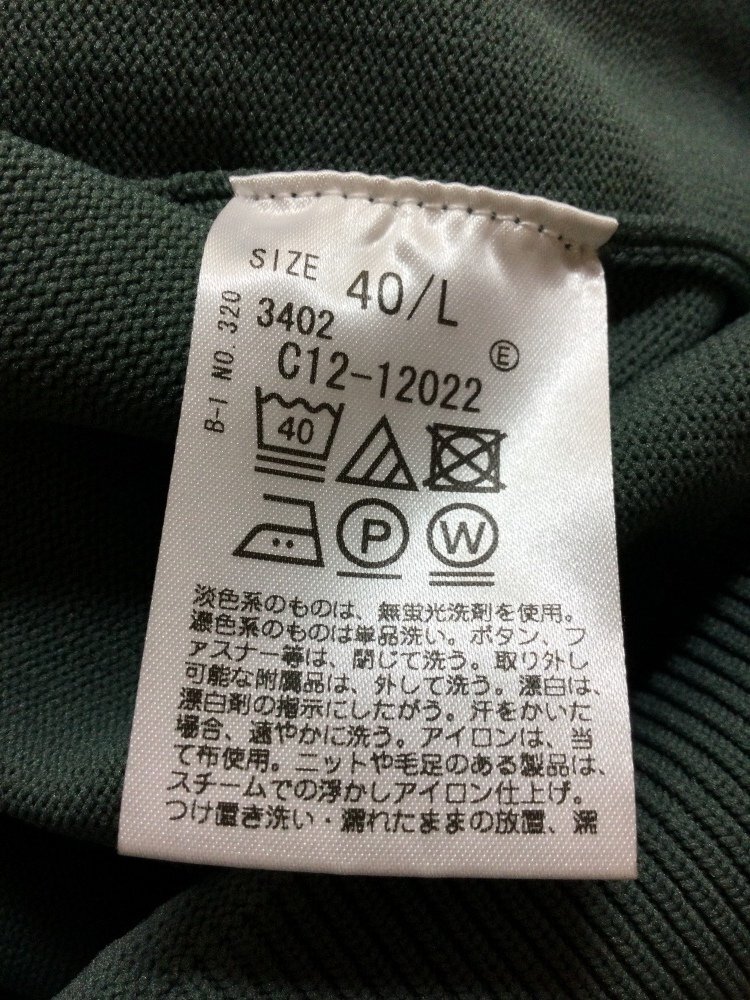 SIZE 40/L
B-1 NO.320
3402
C12-12022
E
40
P
W
淡色系のものは、無蛍光洗剤を使用。
濃色系のものは単品洗い。ボタン、フ
ァスナー等は、閉じて洗う。取り外し
可能な附属品は、外して洗う。漂白は、
漂白剤の指示にしたがう。汗をかいた
場合、速やかに洗う。アイロンは、当
て布使用。ニットや毛足のある製品は、
スチームでの浮かしアイロン仕上げ。
つけ置き洗い・濡れたままの放置、濡